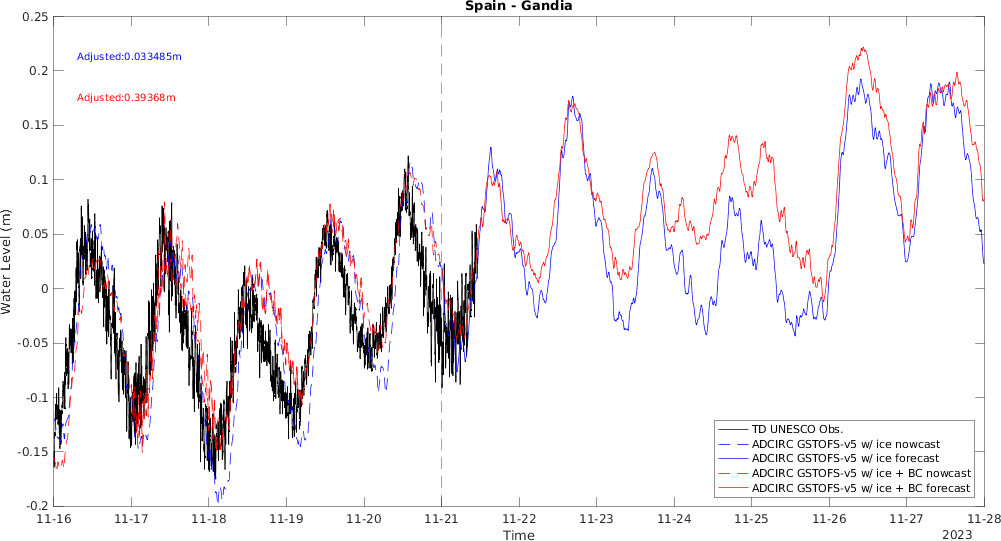 Spain - Gandia
0.25
0.2
0.15
0.1
0.05
0
-0.05
-0.1
-0.15
-0.2
Water Level (m)
Adjusted:0.033485m
Adjusted:0.39368m
TD UNESCO Obs.
ADCIRC GSTOFS-v5 w/ ice nowcast
ADCIRC GSTOFS-v5 w/ ice forecast
ADCIRC GSTOFS-v5 w/ ice + BC nowcast
ADCIRC GSTOFS-v5 w/ ice + BC forecast
11-16 11-17 11-18 11-19 11-20 11-21 11-22 11-23 11-24 11-25 11-26 11-27 11-28
Time
2023